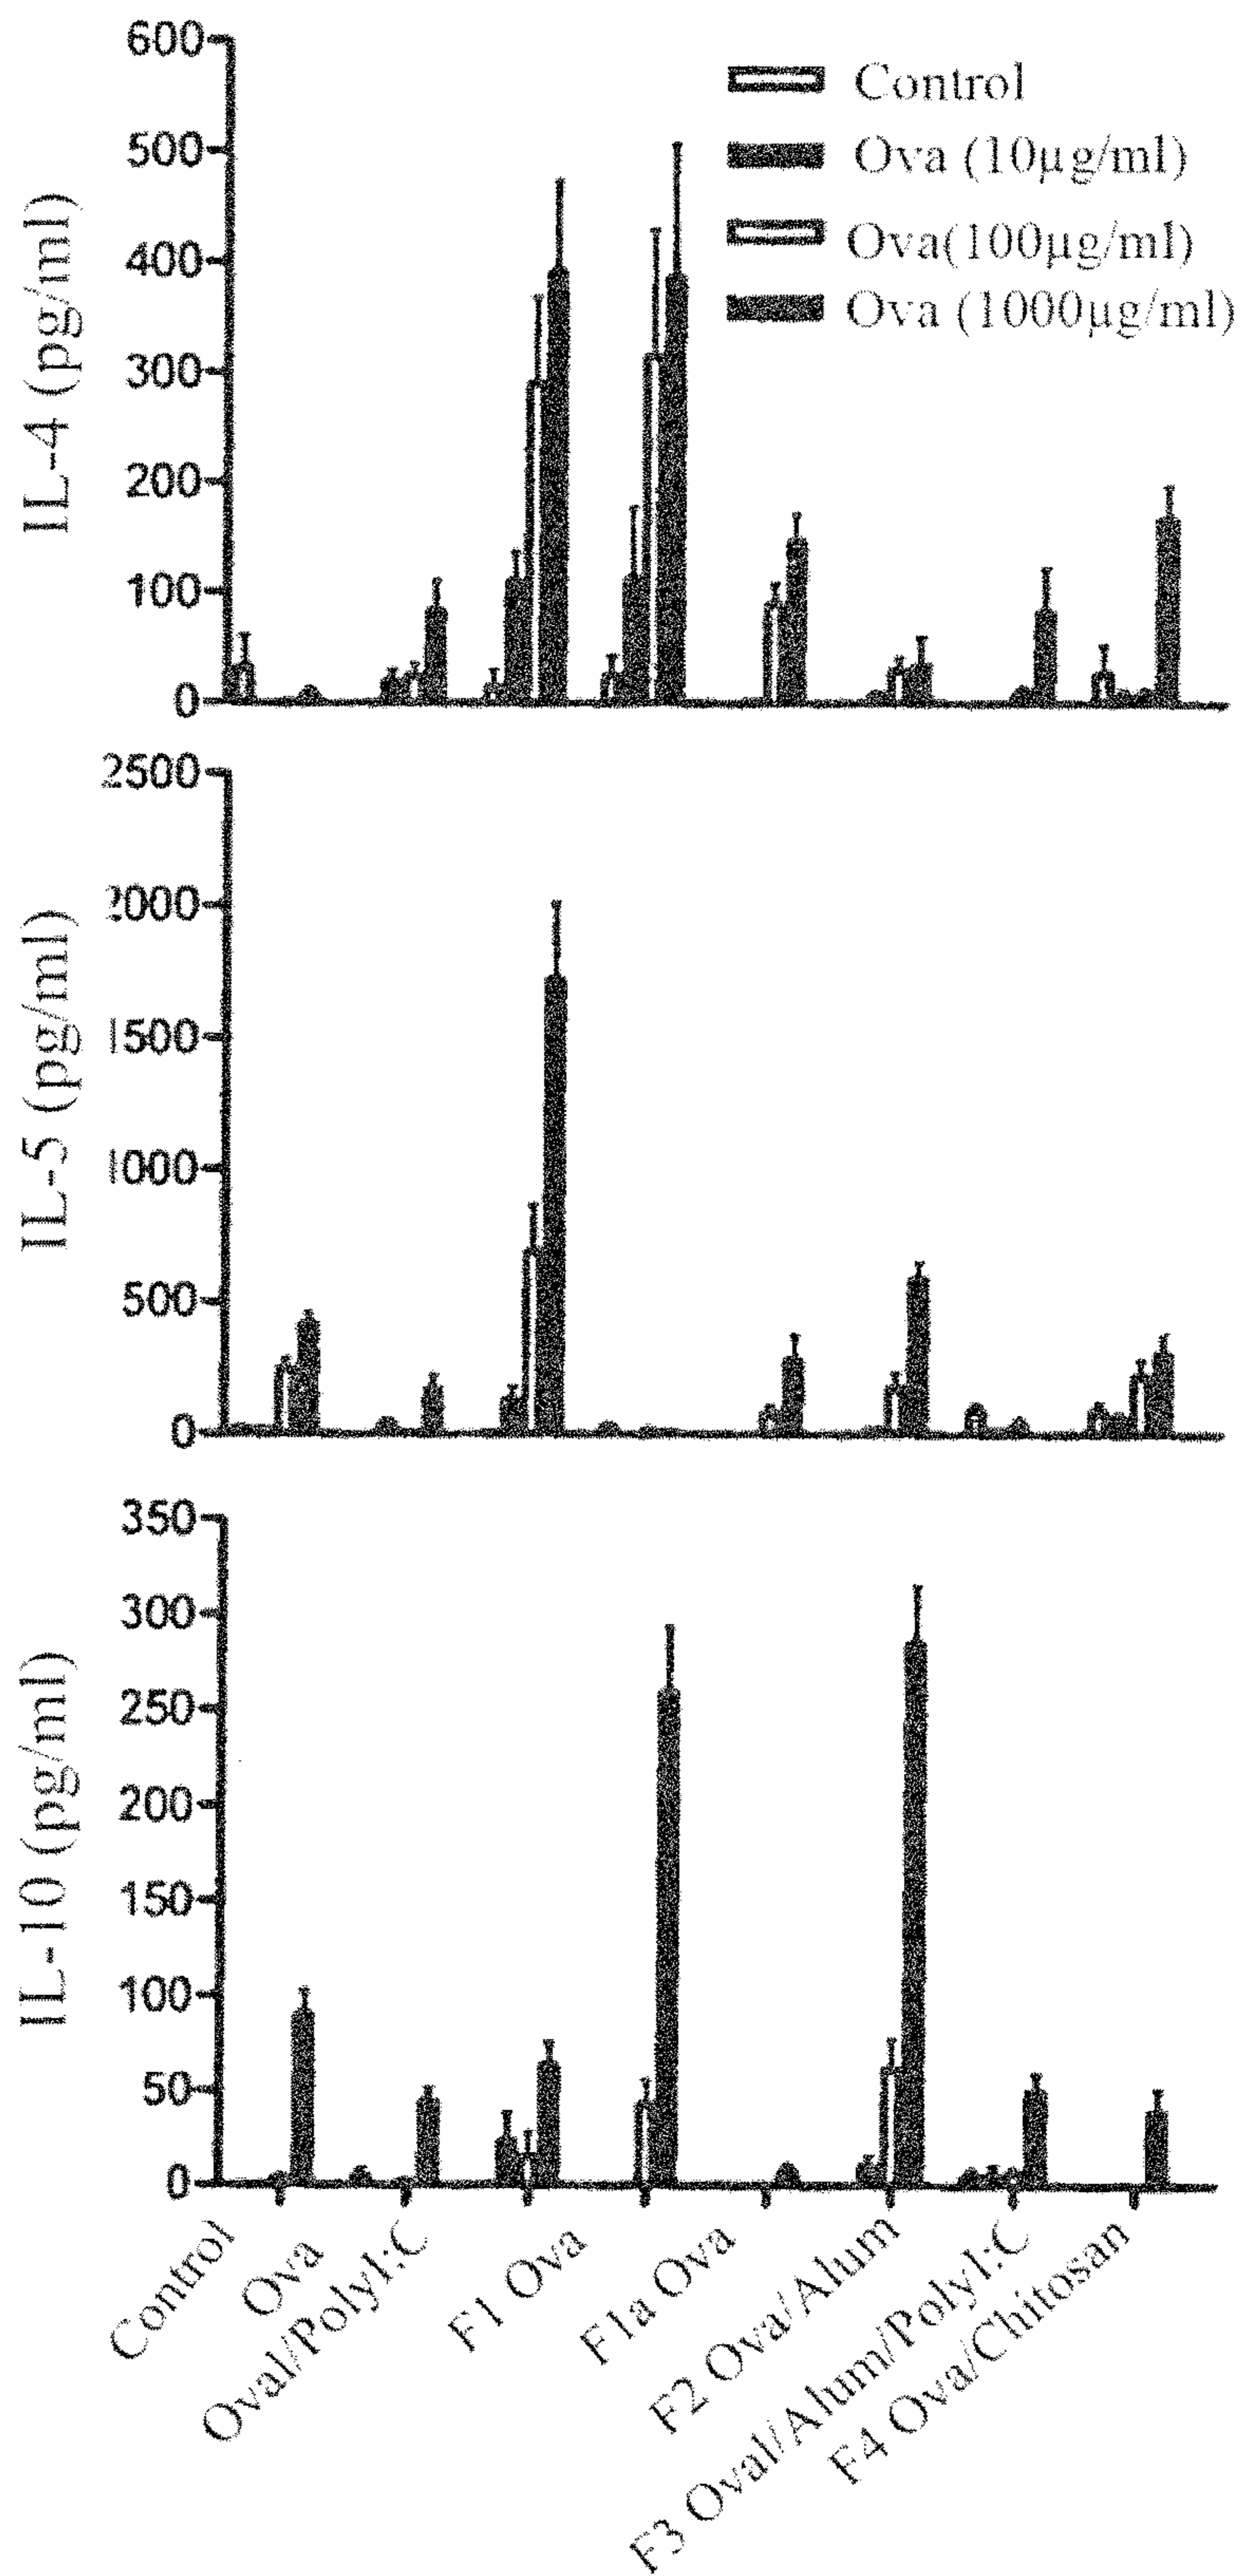 600
500
400
300
200
100
0
IL-4 (pg/ml)
Control
Ova (10μg/ml)
Ova(100μg/ml)
Ova (1000μg/ml)
2500
2000
1500
1000
500
0
IL-5 (pg/ml)
350
300
250
200
150
100
50
0
IL-10 (pg/ml)
Control
Ova
Oval/PolyI:C
F1 Ova
F1a Ova
F2 Ova/Alum
F3 Oval/Alum/PolyI:C
F4 Ova/Chitosan